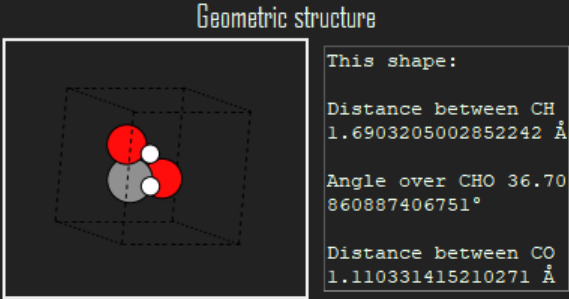 Geometric structure
This shape:
Distance between CH
1.6903205002852242 Å
Angle over CHO 36.70
860887406751°
Distance between CO
1.110331415210271 Å